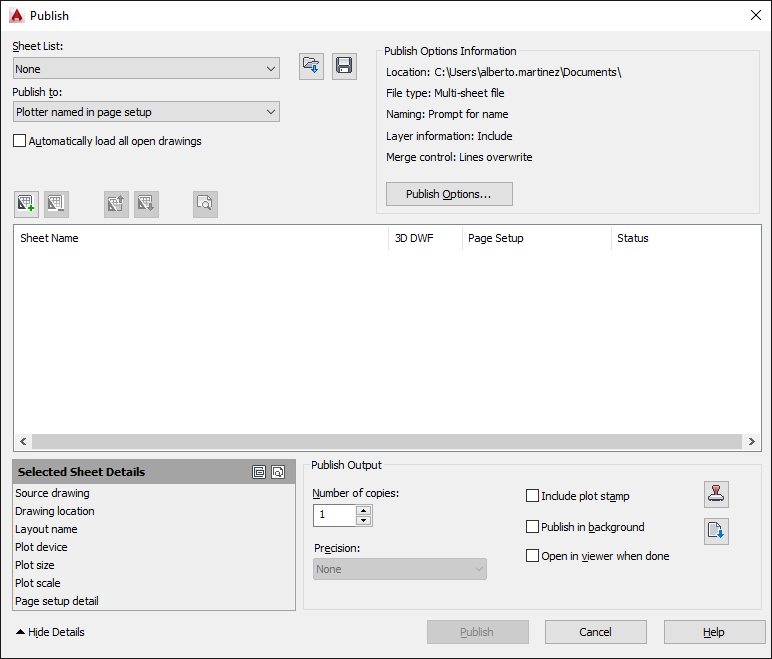 Publish
Sheet List:
None
Publish to:
Plotter named in page setup
Automatically load all open drawings
Publish Options Information
Location: C:\Users\alberto.martinez\Documents\
File type: Multi-sheet file
Naming: Prompt for name
Layer information: Include
Merge control: Lines overwrite
Publish Options...
Sheet Name 3D DWF Page Setup Status
Selected Sheet Details
Source drawing
Drawing location
Layout name
Plot device
Plot size
Plot scale
Page setup detail
Publish Output
Number of copies:
1
Precision:
None
Include plot stamp
Publish in background
Open in viewer when done
Hide Details
Publish Cancel Help